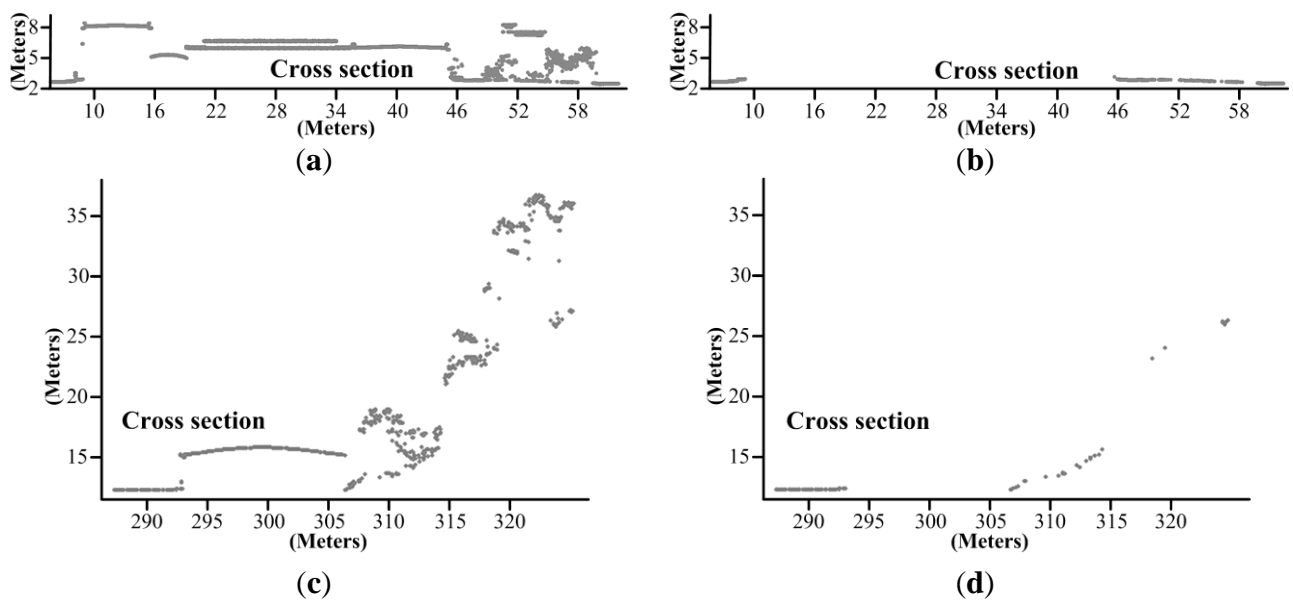 8
5
2
(Meters)
Cross section
10 16 22 28 34 40 46 52 58
(Meters)
(a)
8
5
2
(Meters)
Cross section
10 16 22 28 34 40 46 52 58
(Meters)
(b)
35
30
25
20
15
(Meters)
Cross section
290 295 300 305 310 315 320
(Meters)
(c)
35
30
25
20
15
(Meters)
Cross section
290 295 300 305 310 315 320
(Meters)
(d)